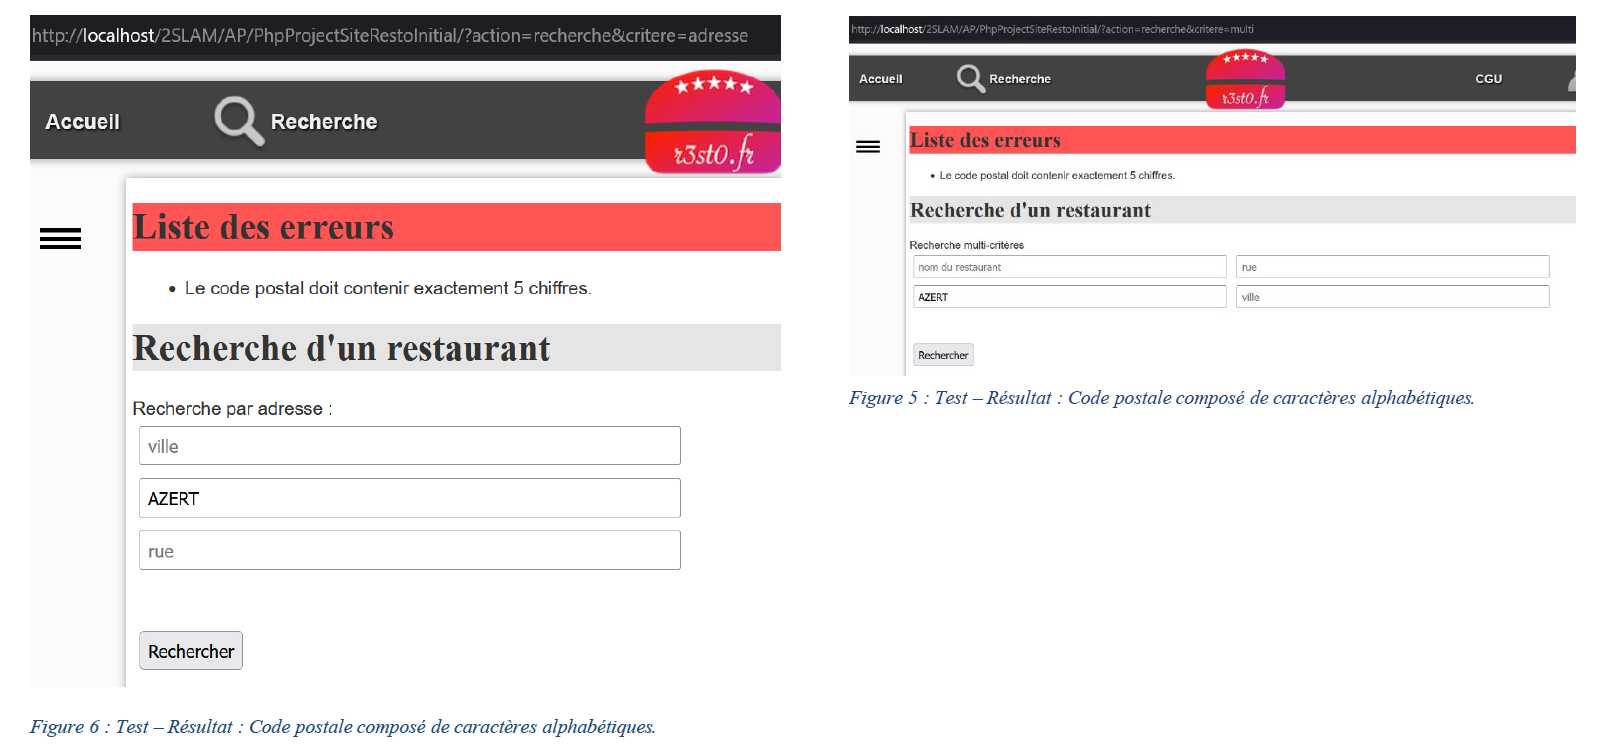 http://localhost/2SLAM/AP/PhpProjectSiteRestoInitial/?action=recherche&critere=adresse
Accueil
Recherche
r3st0.fr
Liste des erreurs
• Le code postal doit contenir exactement 5 chiffres.
Recherche d'un restaurant
Recherche par adresse :
ville
AZERT
rue
Rechercher
Figure 6 : Test – Résultat : Code postale composé de caractères alphabétiques.
http://localhost/2SLAM/AP/PhpProjectSiteRestoInitial/?action=recherche&critere=multi
Accueil
Recherche
r3st0.fr
CGU
Liste des erreurs
• Le code postal doit contenir exactement 5 chiffres.
Recherche d'un restaurant
Recherche multi-critères
nom du restaurant
rue
AZERT
ville
Rechercher
Figure 5 : Test – Résultat : Code postale composé de caractères alphabétiques.